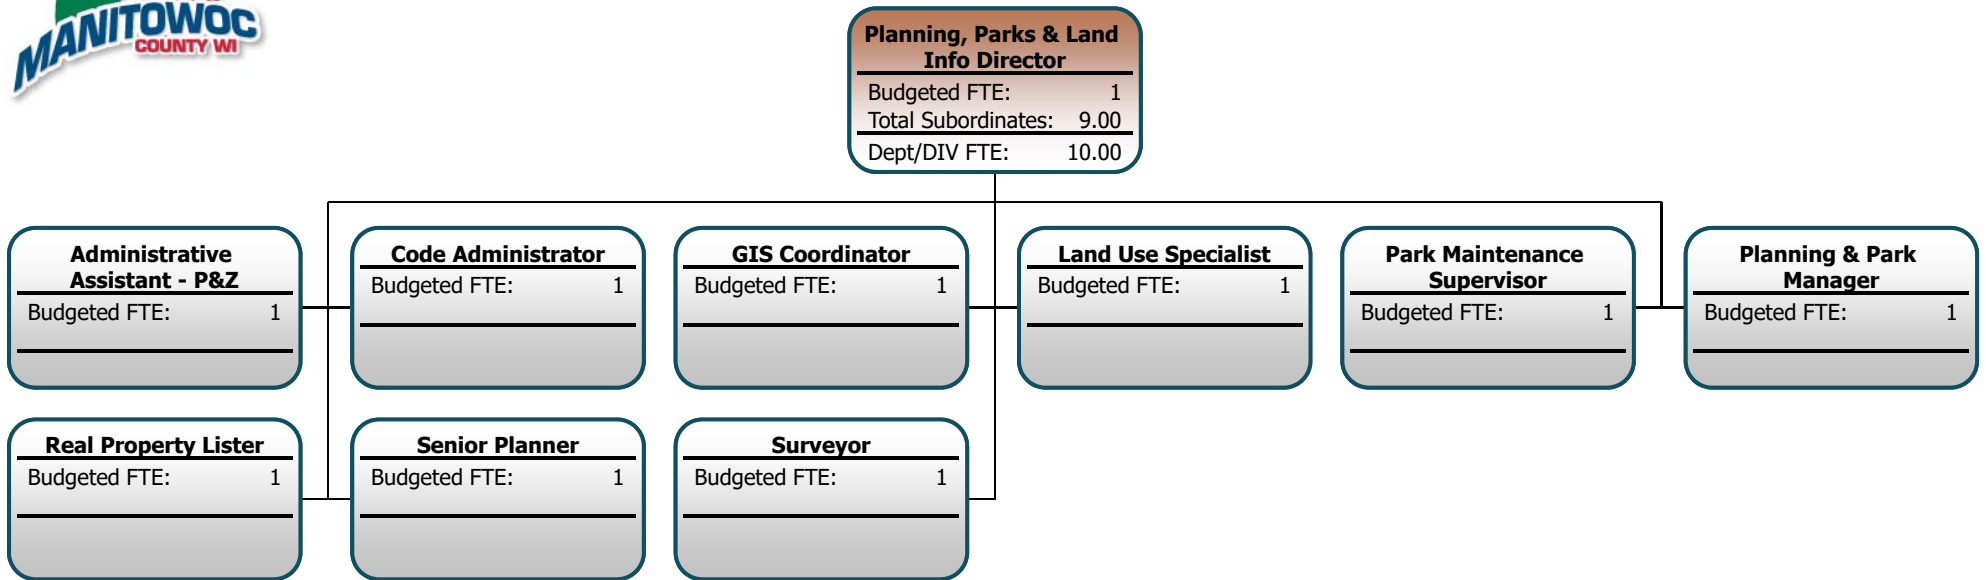 MANITOWOC
COUNTY WI
Planning, Parks & Land
Info Director
Budgeted FTE: 1
Total Subordinates: 9.00
Dept/DIV FTE: 10.00
Administrative
Assistant - P&Z
Budgeted FTE: 1
Code Administrator
Budgeted FTE: 1
GIS Coordinator
Budgeted FTE: 1
Land Use Specialist
Budgeted FTE: 1
Park Maintenance
Supervisor
Budgeted FTE: 1
Planning & Park
Manager
Budgeted FTE: 1
Real Property Lister
Budgeted FTE: 1
Senior Planner
Budgeted FTE: 1
Surveyor
Budgeted FTE: 1